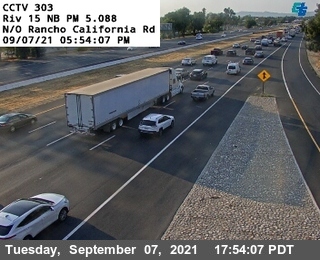 CCTV 303
Riv 15 NB PM 5.088
N/O Rancho California Rd
09/07/21 05:54:07 PM
Tuesday, September 07, 2021 17:54:07 PDT